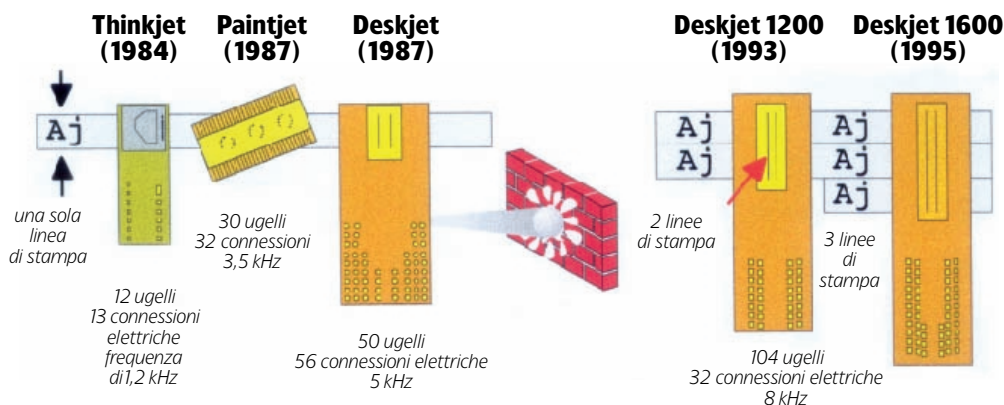 Thinkjet
(1984)
Paintjet
(1987)
Deskjet
(1987)
Deskjet 1200
(1993)
Deskjet 1600
(1995)
Aj
una sola
linea
di stampa
12 ugelli
13 connessioni
elettriche
frequenza
di 1,2 kHz
30 ugelli
32 connessioni
3,5 kHz
50 ugelli
56 connessioni elettriche
5 kHz
Aj
Aj
2 linee
di stampa
104 ugelli
32 connessioni elettriche
8 kHz
Aj
Aj
Aj
3 linee
di
stampa